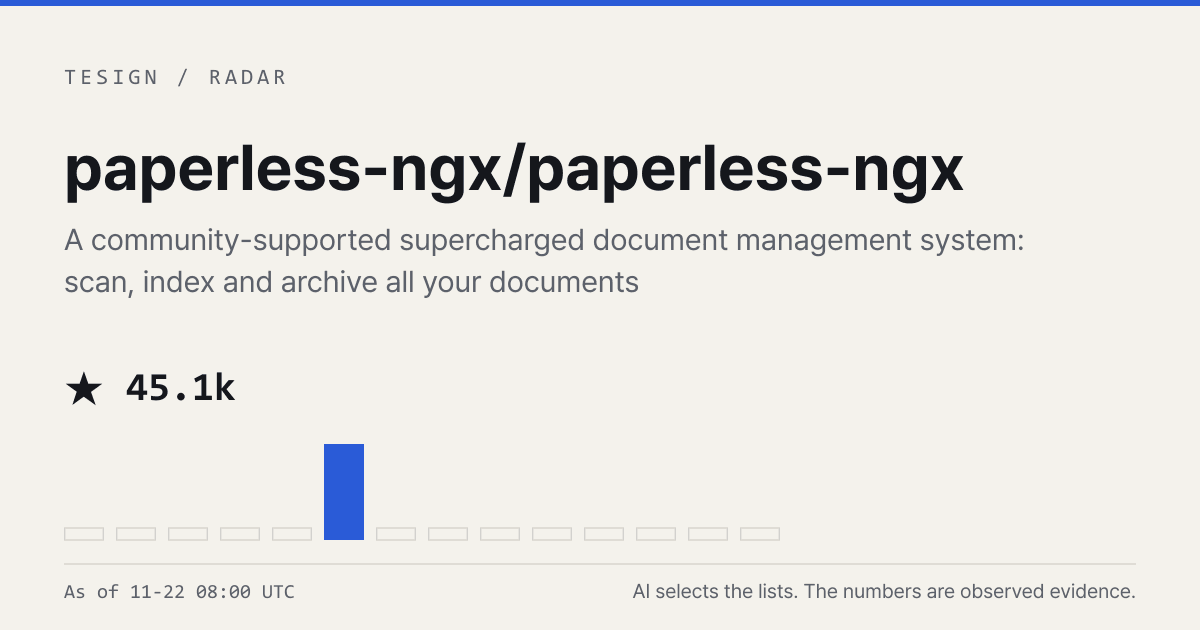 TESIGN / RADAR
paperless-ngx/paperless-ngx
A community-supported supercharged document management system:
scan, index and archive all your documents
★ 45.1k
As of 11-22 08:00 UTC
AI selects the lists. The numbers are observed evidence.